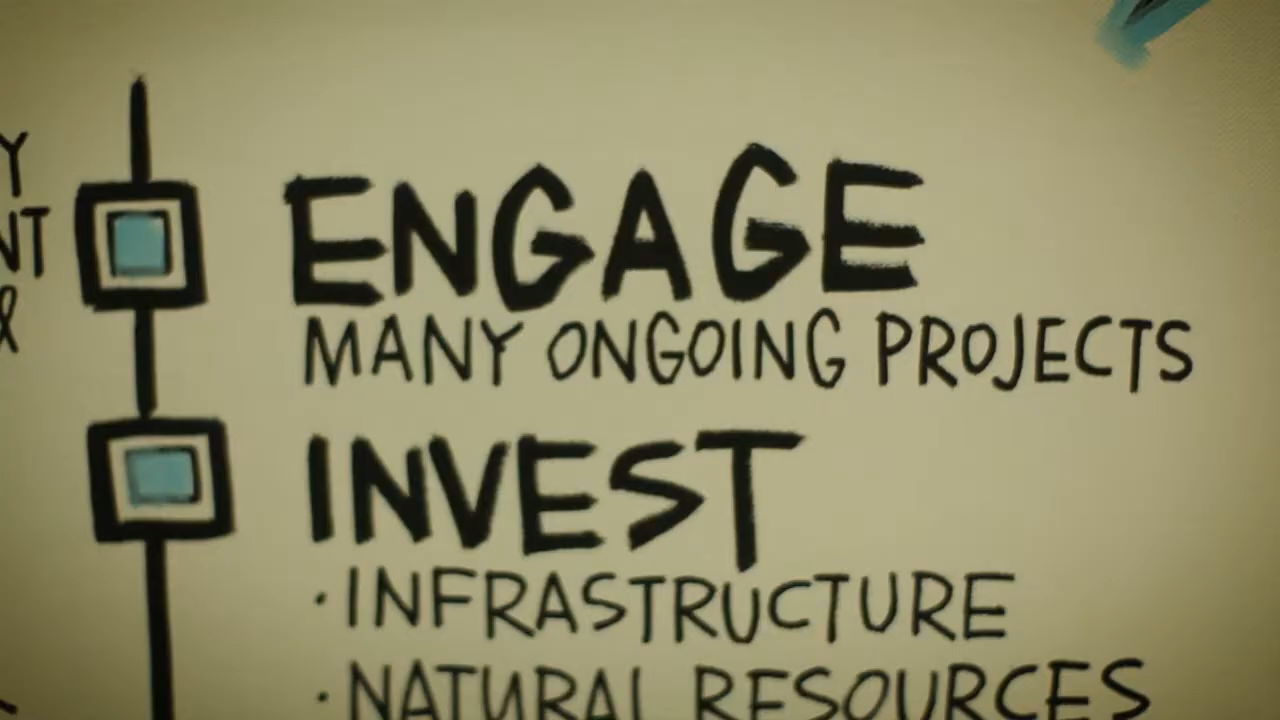 ENGAGE
MANY ONGOING PROJECTS
INVEST
· INFRASTRUCTURE
· NATURAL RESOURCES